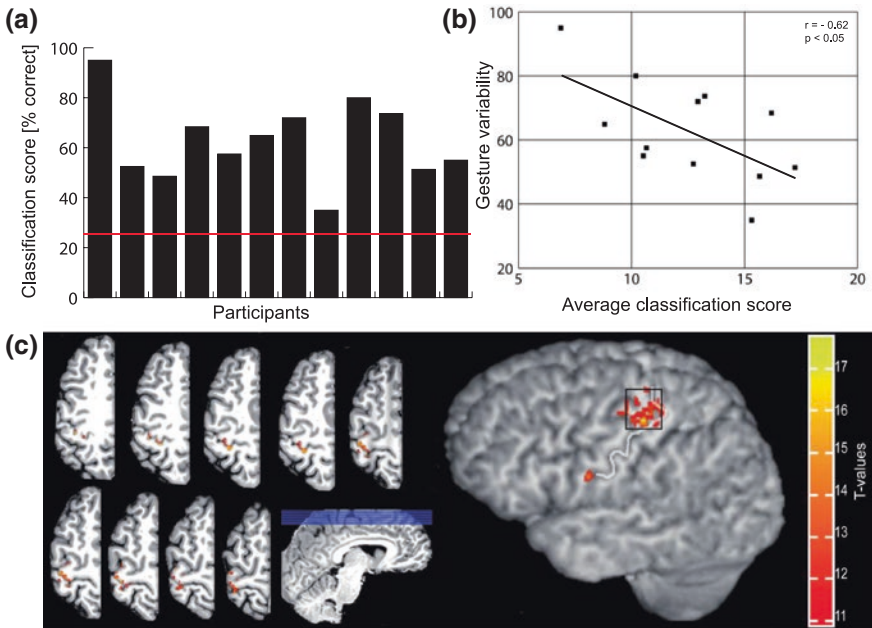 (a)
Classification score [% correct]
100
80
60
40
20
0
Participants
(b)
r = - 0.62
p < 0.05
Gesture variability
100
80
60
40
20
5
10
15
20
Average classification score
(c)
17
16
15
14
13
12
11
T-values